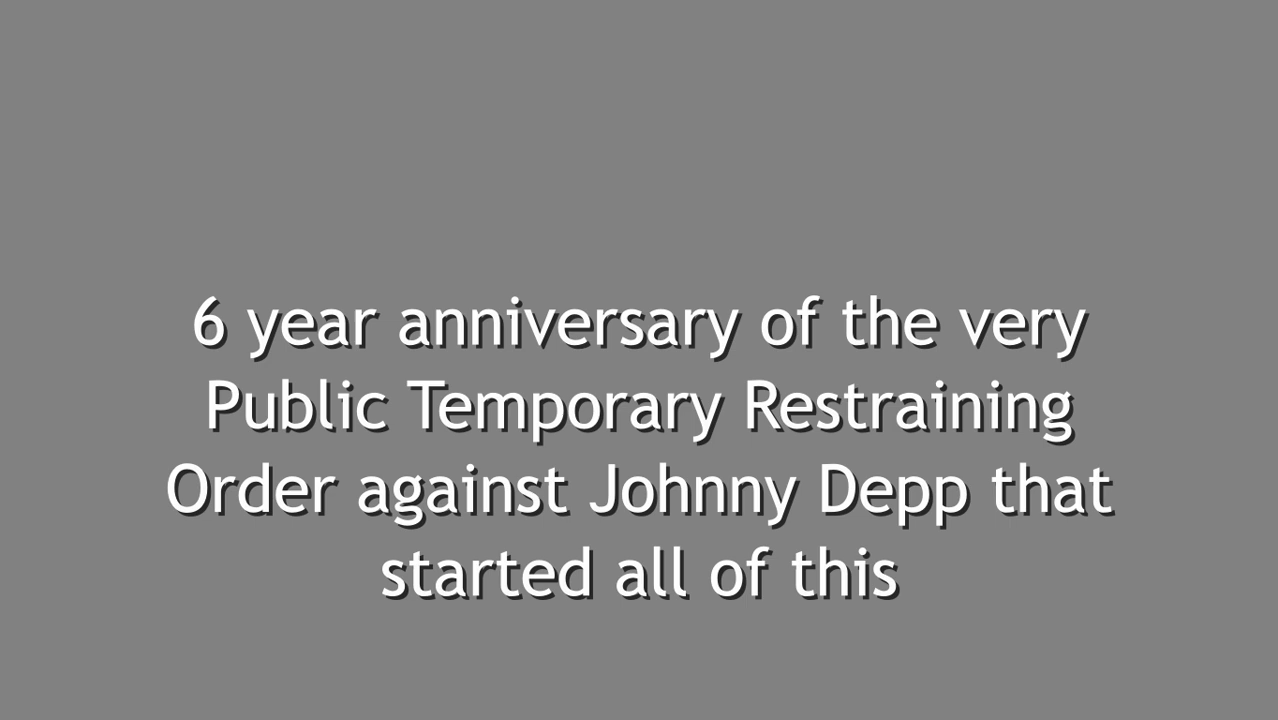 6 year anniversary of the very
Public Temporary Restraining
Order against Johnny Depp that
started all of this